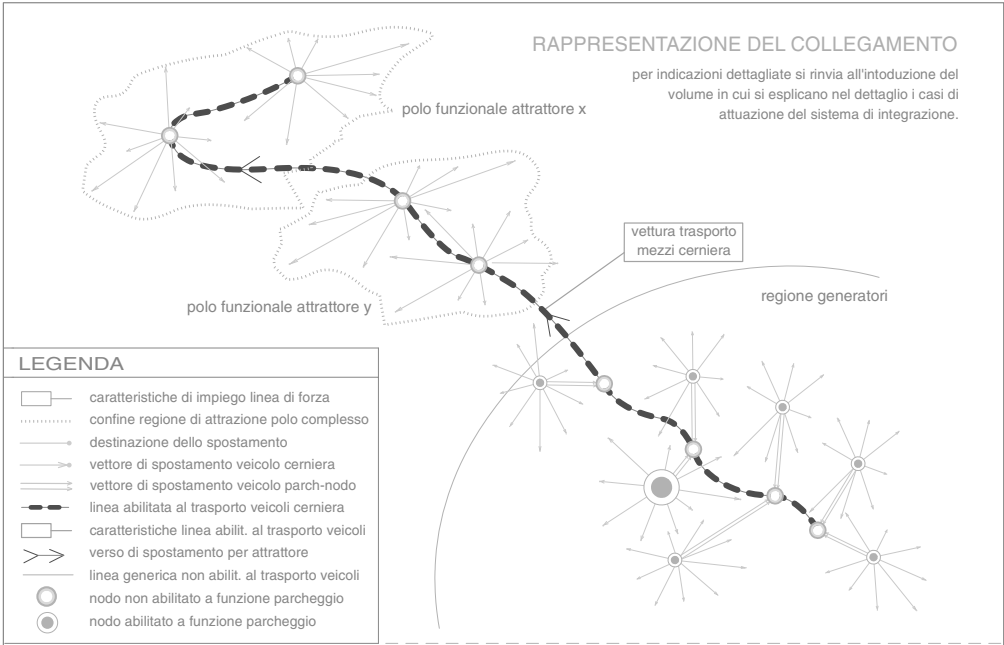 RAPPRESENTAZIONE DEL COLLEGAMENTO
per indicazioni dettagliate si rinvia all'intoduzione del
volume in cui si esplicano nel dettaglio i casi di
attuazione del sistema di integrazione.
polo funzionale attrattore x
vettura trasporto
mezzi cerniera
regione generatori
polo funzionale attrattore y
LEGENDA
caratteristiche di impiego linea di forza
confine regione di attrazione polo complesso
destinazione dello spostamento
vettore di spostamento veicolo cerniera
vettore di spostamento veicolo parch-nodo
linea abilitata al trasporto veicoli cerniera
caratteristiche linea abilit. al trasporto veicoli
verso di spostamento per attrattore
linea generica non abilit. al trasporto veicoli
nodo non abilitato a funzione parcheggio
nodo abilitato a funzione parcheggio